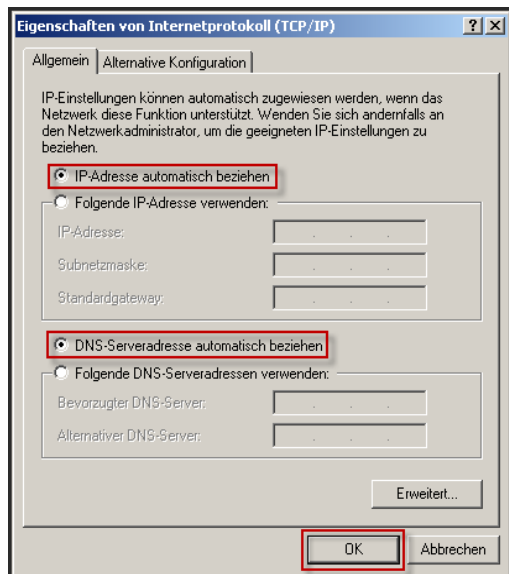 Eigenschaften von Internetprotokoll (TCP/IP)
Allgemein
Alternative Konfiguration
IP-Einstellungen können automatisch zugewiesen werden, wenn das
Netzwerk diese Funktion unterstützt. Wenden Sie sich andernfalls an
den Netzwerkadministrator, um die geeigneten IP-Einstellungen zu
beziehen.
IP-Adresse automatisch beziehen
Folgende IP-Adresse verwenden:
IP-Adresse:
Subnetzmaske:
Standardgateway:
DNS-Serveradresse automatisch beziehen
Folgende DNS-Serveradressen verwenden:
Bevorzugter DNS-Server:
Alternativer DNS-Server:
Erweitert...
OK
Abbrechen